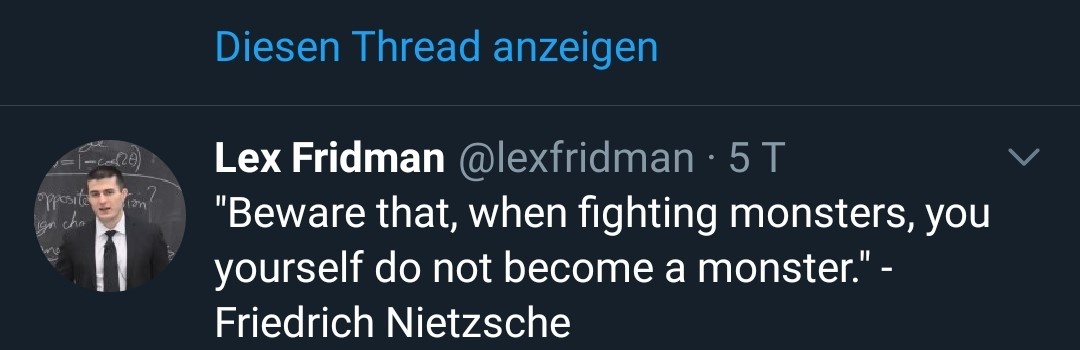 Diesen Thread anzeigen
Lex Fridman @lexfridman · 5 T
"Beware that, when fighting monsters, you
yourself do not become a monster." -
Friedrich Nietzsche